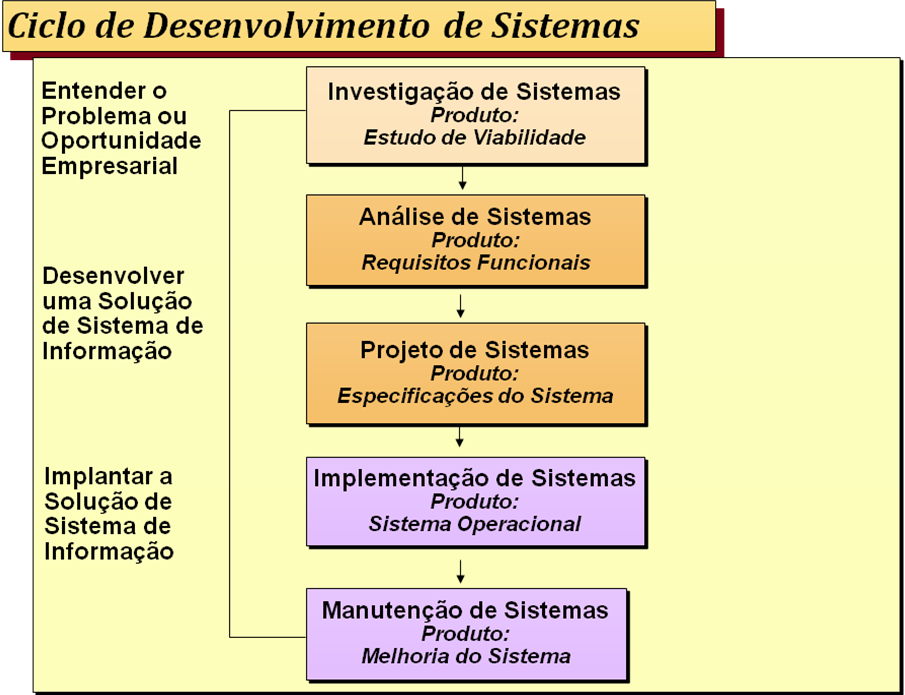 Ciclo de Desenvolvimento de Sistemas
Entender o
Problema ou
Oportunidade
Empresarial
Investigação de Sistemas
Produto:
Estudo de Viabilidade
Análise de Sistemas
Produto:
Requisitos Funcionais
Desenvolver
uma Solução
de Sistema de
Informação
Projeto de Sistemas
Produto:
Especificações do Sistema
Implantar a
Solução de
Sistema de
Informação
Implementação de Sistemas
Produto:
Sistema Operacional
Manutenção de Sistemas
Produto:
Melhoria do Sistema